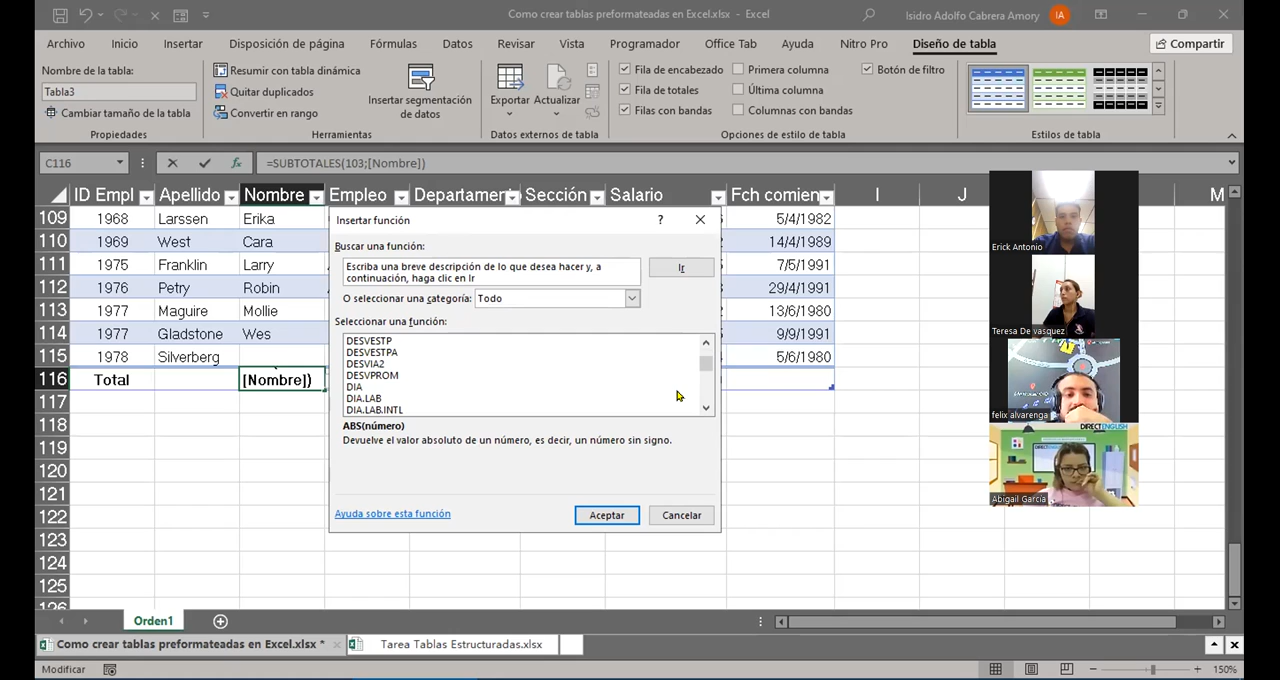 Como crear tablas preformateadas en Excel.xlsx - Excel
Isidro Adolfo Cabrera Amory IA
Archivo Inicio Insertar Disposición de página Fórmulas Datos Revisar Vista Programador Office Tab Ayuda Nitro Pro Diseño de tabla Compartir
Nombre de la tabla:
Tabla3
Cambiar tamaño de la tabla
Propiedades
Resumir con tabla dinámica
Quitar duplicados
Convertir en rango
Insertar segmentación
de datos
Herramientas
Exportar Actualizar
Datos externos de tabla
Fila de encabezado Primera columna Botón de filtro
Fila de totales Última columna
Filas con bandas Columnas con bandas
Opciones de estilo de tabla
Estilos de tabla
C116 fx =SUBTOTALES(103;[Nombre])
ID Empl Apellido Nombre Empleo Departament Sección Salario Fch comien I J M
109 1968 Larssen Erika 5/4/1982
110 1969 West Cara 14/4/1989
111 1975 Franklin Larry 7/5/1991
112 1976 Petry Robin 29/4/1991
113 1977 Maguire Mollie 13/6/1980
114 1977 Gladstone Wes 9/9/1991
115 1978 Silverberg 5/6/1980
116 Total [Nombre])
117
118
119
120
121
122
123
124
125
126
Insertar función ?
Buscar una función:
Escriba una breve descripción de lo que desea hacer y, a
continuación, haga clic en Ir
Ir
O seleccionar una categoría: Todo
Seleccionar una función:
DESVESTP
DESVESTPA
DESVIA2
DESVPROM
DIA
DIA.LAB
DIA.LAB.INTL
ABS(número)
Devuelve el valor absoluto de un número, es decir, un número sin signo.
Ayuda sobre esta función Aceptar Cancelar
Erick Antonio
Teresa De vasquez
felix alvarenga
DIRECT ENGLISH
Abigail García
Orden1
Como crear tablas preformateadas en Excel.xlsx * Tarea Tablas Estructuradas.xlsx
Modificar 150%